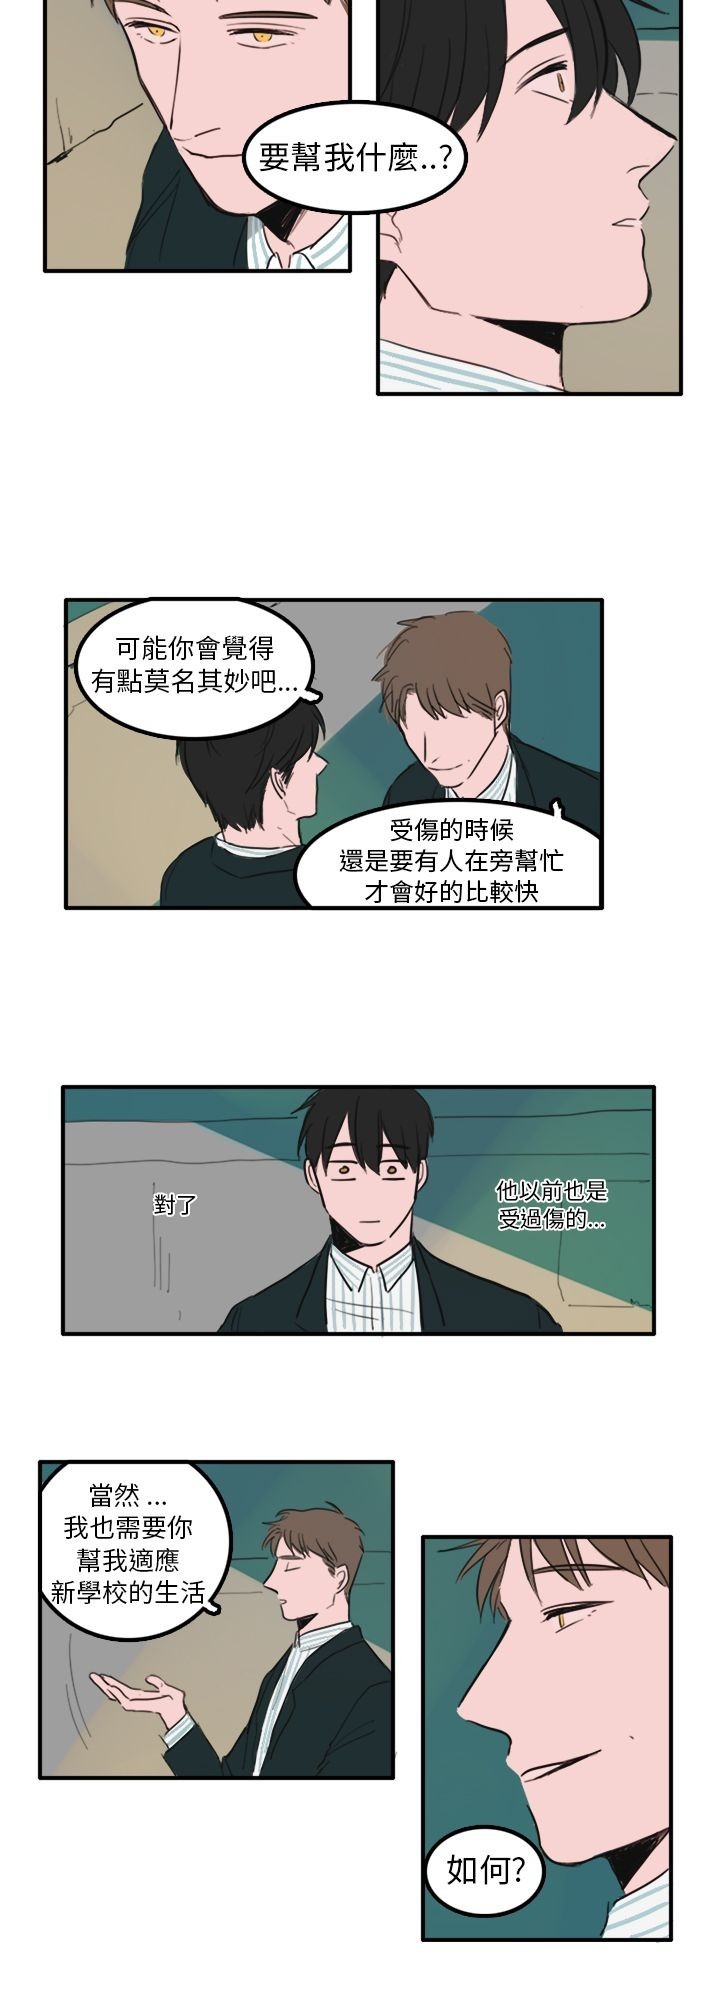 要幫我什麼..?
可能你會覺得
有點莫名其妙吧...
受傷的時候
還是要有人在旁幫忙
才會好的比較快
對了
他以前也是
受過傷的...
當然 ...
我也需要你
幫我適應
新學校的生活
如何?